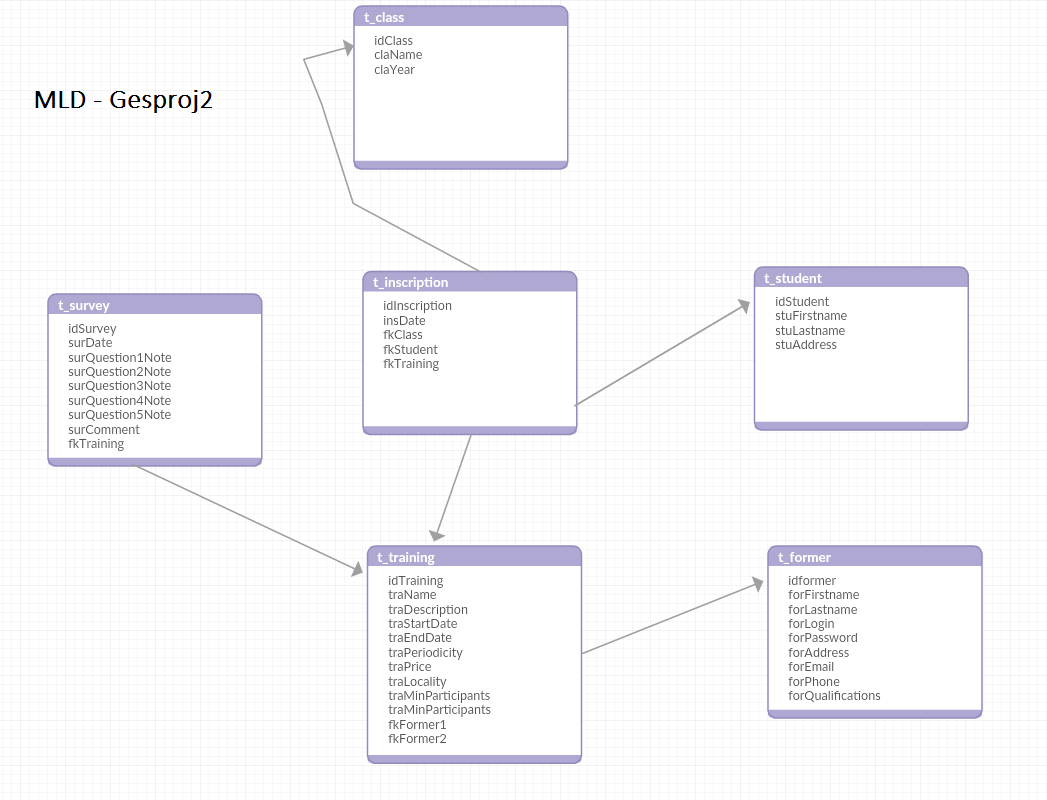 t_class
idClass
claName
claYear
MLD - Gesproj2
t_survey
idSurvey
surDate
surQuestion1Note
surQuestion2Note
surQuestion3Note
surQuestion4Note
surQuestion5Note
surComment
fkTraining
t_inscription
idInscription
insDate
fkClass
fkStudent
fkTraining
t_student
idStudent
stuFirstname
stuLastname
stuAddress
t_training
idTraining
traName
traDescription
traStartDate
traEndDate
traPeriodicity
traPrice
traLocality
traMinParticipants
traMinParticipants
fkFormer1
fkFormer2
t_former
idformer
forFirstname
forLastname
forLogin
forPassword
forAddress
forEmail
forPhone
forQualifications